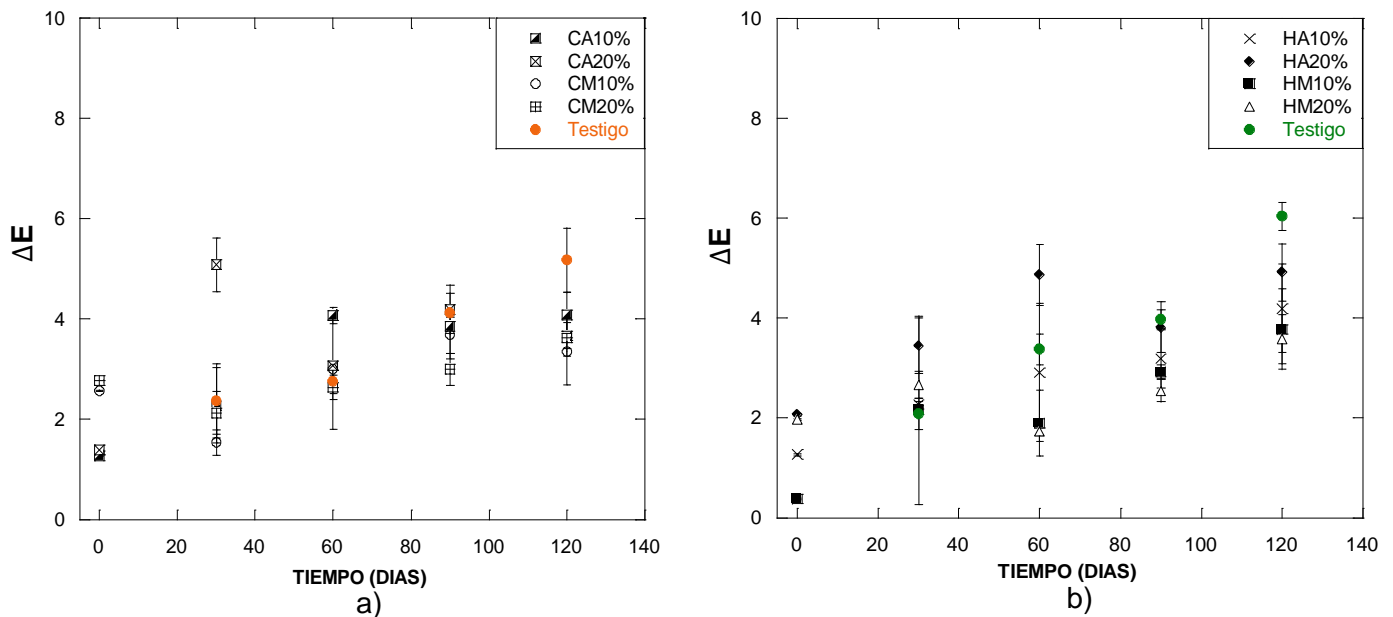 10
8
6
4
2
0
ΔE
CA10%
CA20%
CM10%
CM20%
Testigo
0 20 40 60 80 100 120 140
TIEMPO (DIAS)
a)
10
8
6
4
2
0
ΔE
HA10%
HA20%
HM10%
HM20%
Testigo
0 20 40 60 80 100 120 140
TIEMPO (DIAS)
b)